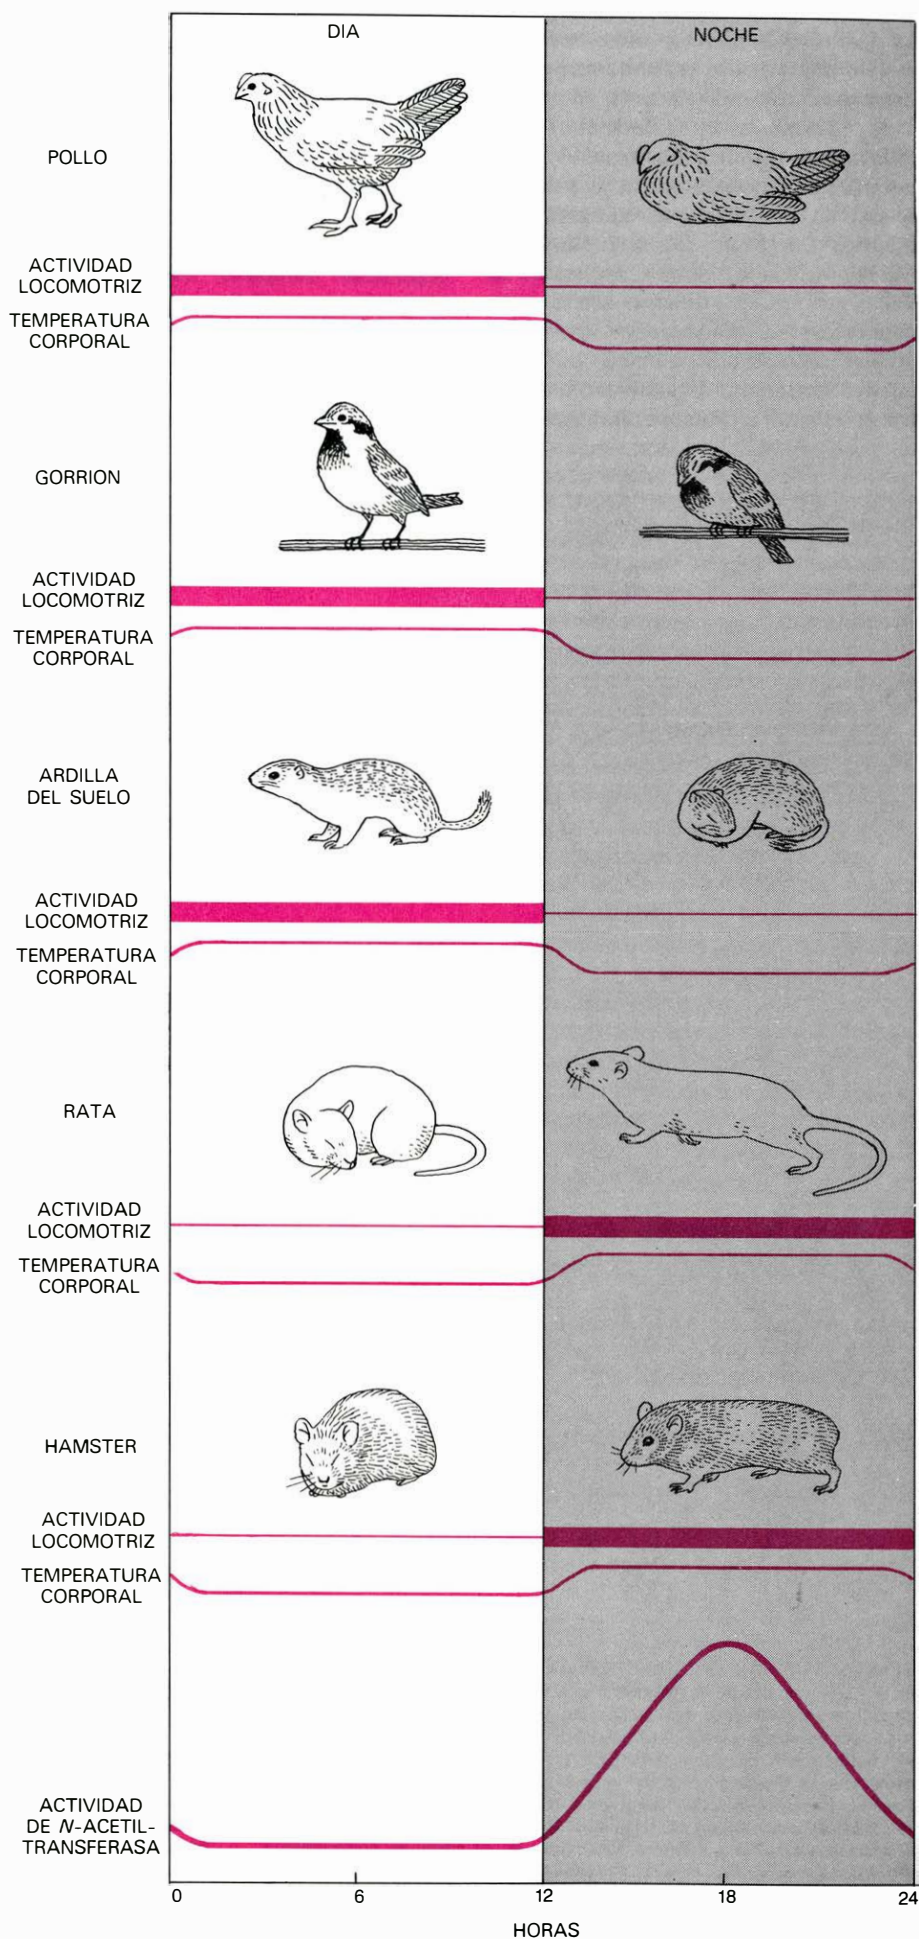 DIA
NOCHE
POLLO
ACTIVIDAD
LOCOMOTRIZ
TEMPERATURA
CORPORAL
GORRION
ACTIVIDAD
LOCOMOTRIZ
TEMPERATURA
CORPORAL
ARDILLA
DEL SUELO
ACTIVIDAD
LOCOMOTRIZ
TEMPERATURA
CORPORAL
RATA
ACTIVIDAD
LOCOMOTRIZ
TEMPERATURA
CORPORAL
HAMSTER
ACTIVIDAD
LOCOMOTRIZ
TEMPERATURA
CORPORAL
ACTIVIDAD
DE N-ACETIL-
TRANSFERASA
0 6 12 18 24
HORAS